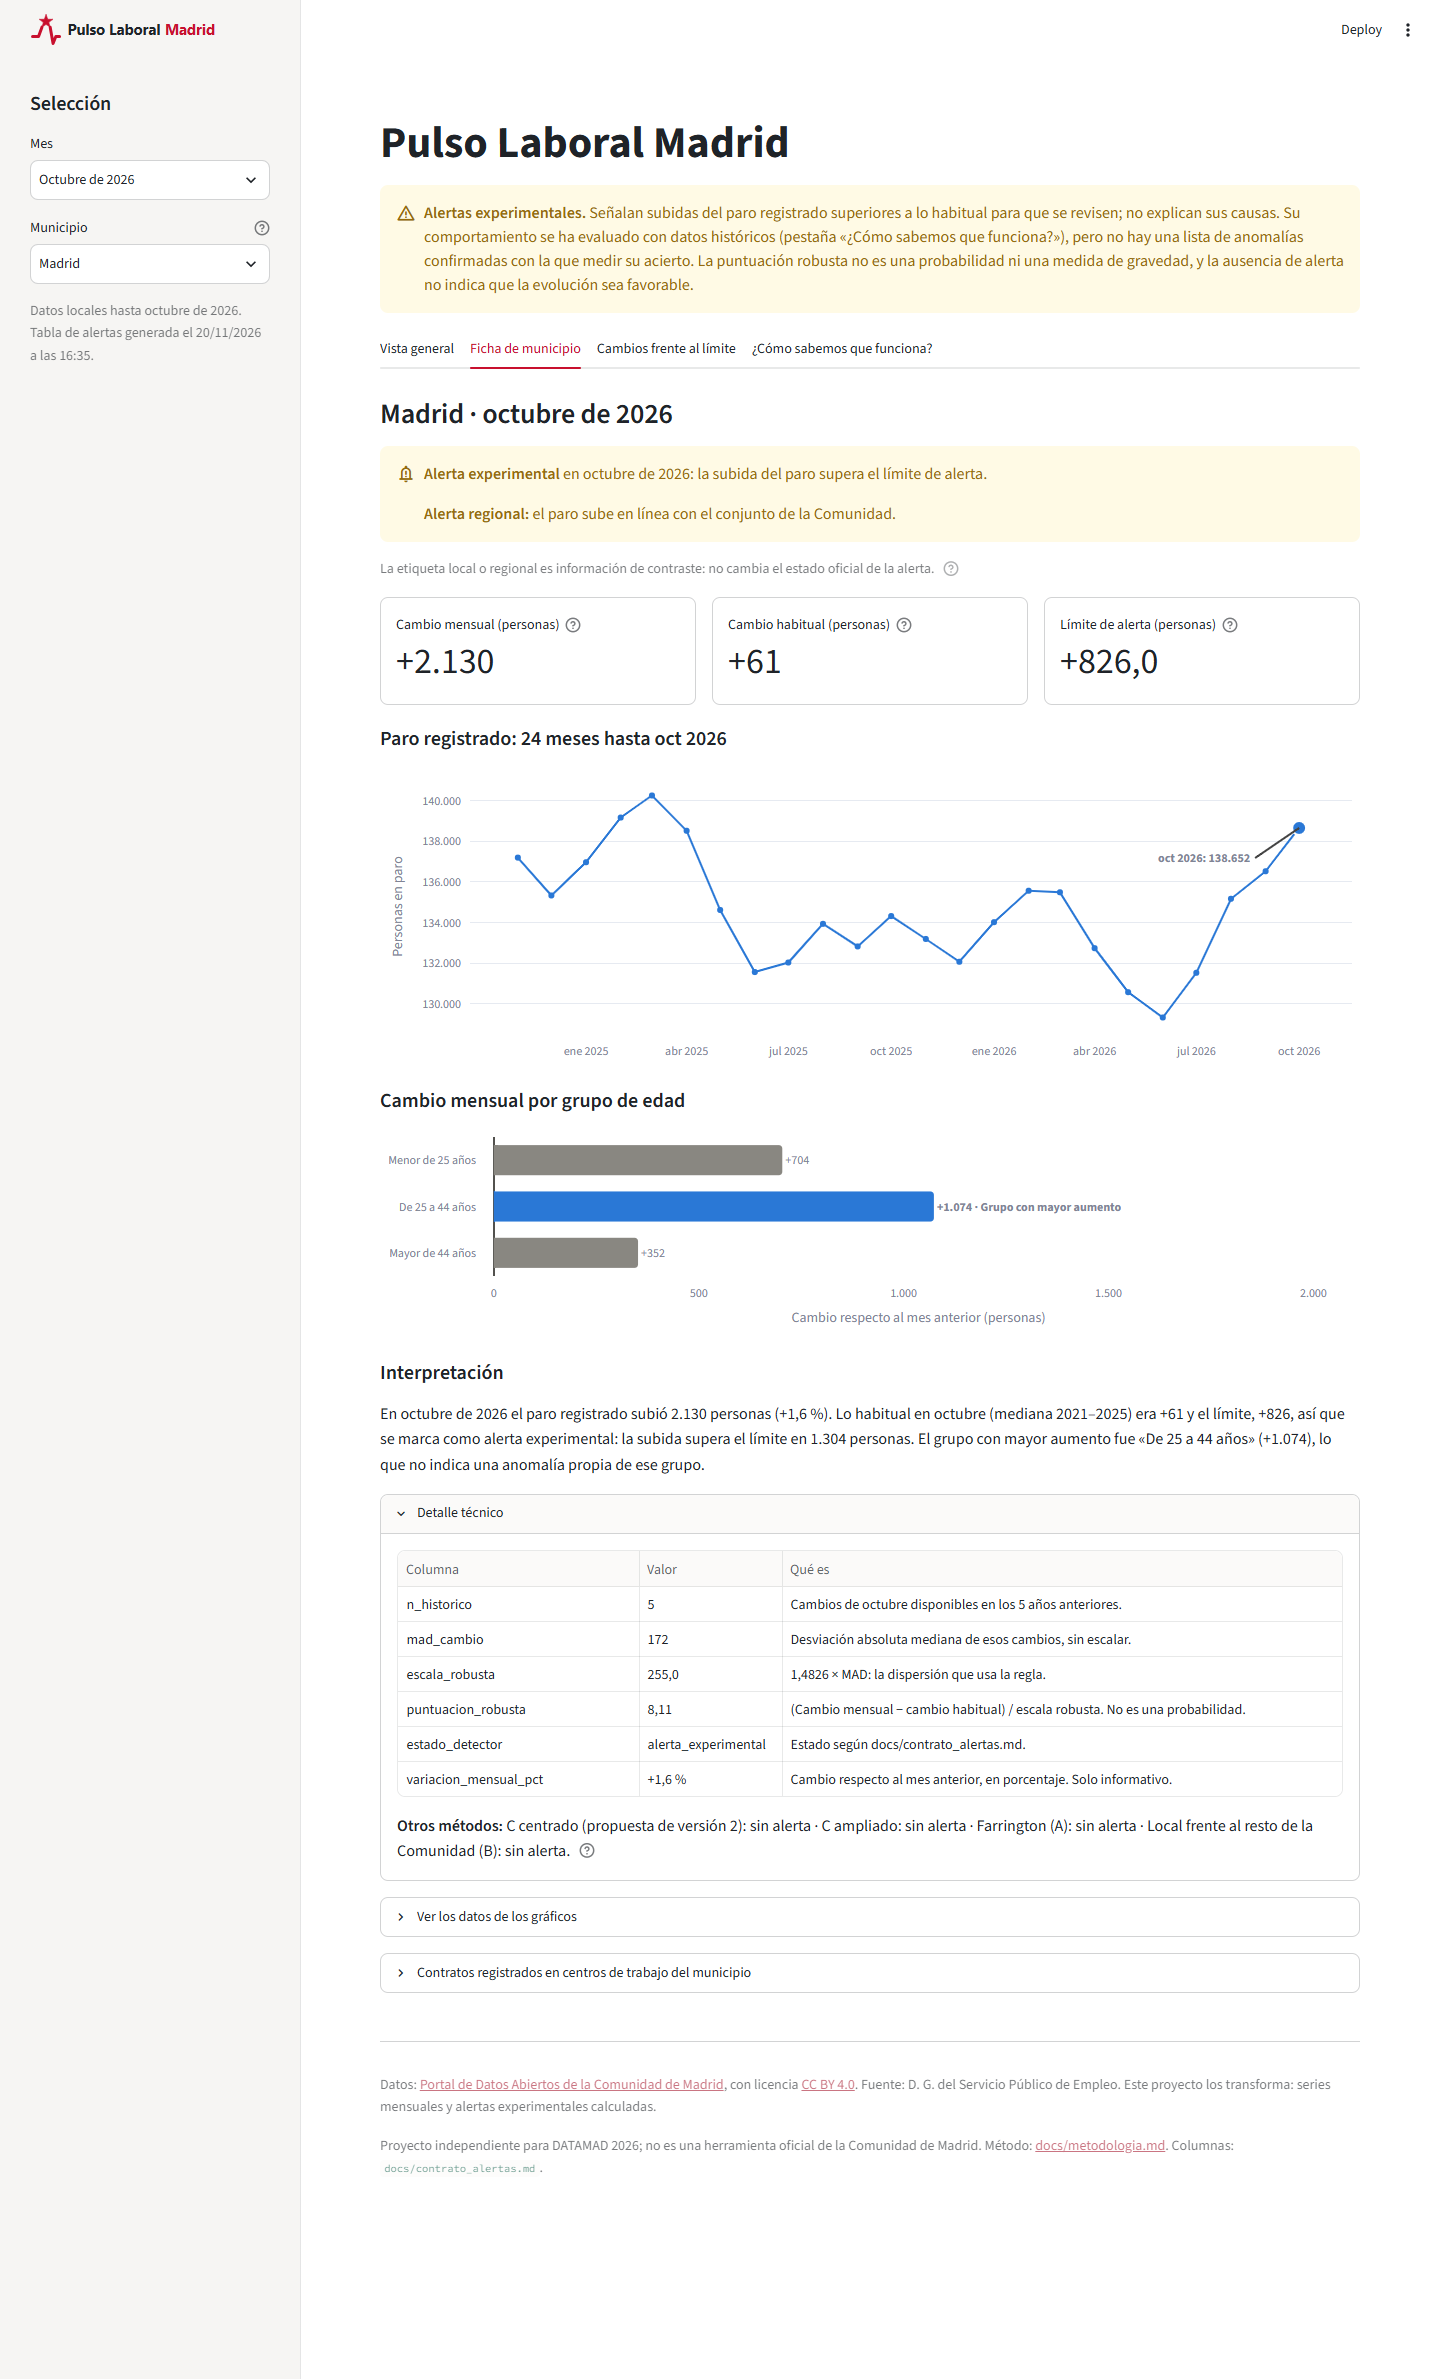 Pulso Laboral Madrid
Deploy
Selección
Mes
Octubre de 2026
Municipio
Madrid
Datos locales hasta octubre de 2026.
Tabla de alertas generada el 20/11/2026
a las 16:35.
Pulso Laboral Madrid
Alertas experimentales. Señalan subidas del paro registrado superiores a lo habitual para que se revisen; no explican sus causas. Su
comportamiento se ha evaluado con datos históricos (pestaña «¿Cómo sabemos que funciona?»), pero no hay una lista de anomalías
confirmadas con la que medir su acierto. La puntuación robusta no es una probabilidad ni una medida de gravedad, y la ausencia de alerta
no indica que la evolución sea favorable.
Vista general Ficha de municipio Cambios frente al límite ¿Cómo sabemos que funciona?
Madrid · octubre de 2026
Alerta experimental en octubre de 2026: la subida del paro supera el límite de alerta.
Alerta regional: el paro sube en línea con el conjunto de la Comunidad.
La etiqueta local o regional es información de contraste: no cambia el estado oficial de la alerta.
Cambio mensual (personas)
+2.130
Cambio habitual (personas)
+61
Límite de alerta (personas)
+826,0
Paro registrado: 24 meses hasta oct 2026
Personas en paro
140.000
138.000
136.000
134.000
132.000
130.000
oct 2026: 138.652
ene 2025 abr 2025 jul 2025 oct 2025 ene 2026 abr 2026 jul 2026 oct 2026
Cambio mensual por grupo de edad
Menor de 25 años +704
De 25 a 44 años +1.074 · Grupo con mayor aumento
Mayor de 44 años +352
0 500 1.000 1.500 2.000
Cambio respecto al mes anterior (personas)
Interpretación
En octubre de 2026 el paro registrado subió 2.130 personas (+1,6 %). Lo habitual en octubre (mediana 2021–2025) era +61 y el límite, +826, así que
se marca como alerta experimental: la subida supera el límite en 1.304 personas. El grupo con mayor aumento fue «De 25 a 44 años» (+1.074), lo
que no indica una anomalía propia de ese grupo.
Detalle técnico
Columna Valor Qué es
n_historico 5 Cambios de octubre disponibles en los 5 años anteriores.
mad_cambio 172 Desviación absoluta mediana de esos cambios, sin escalar.
escala_robusta 255,0 1,4826 × MAD: la dispersión que usa la regla.
puntuacion_robusta 8,11 (Cambio mensual − cambio habitual) / escala robusta. No es una probabilidad.
estado_detector alerta_experimental Estado según docs/contrato_alertas.md.
variacion_mensual_pct +1,6 % Cambio respecto al mes anterior, en porcentaje. Solo informativo.
Otros métodos: C centrado (propuesta de versión 2): sin alerta · C ampliado: sin alerta · Farrington (A): sin alerta · Local frente al resto de la
Comunidad (B): sin alerta.
Ver los datos de los gráficos
Contratos registrados en centros de trabajo del municipio
Datos: Portal de Datos Abiertos de la Comunidad de Madrid, con licencia CC BY 4.0. Fuente: D. G. del Servicio Público de Empleo. Este proyecto los transforma: series
mensuales y alertas experimentales calculadas.
Proyecto independiente para DATAMAD 2026; no es una herramienta oficial de la Comunidad de Madrid. Método: docs/metodologia.md. Columnas:
docs/contrato_alertas.md.